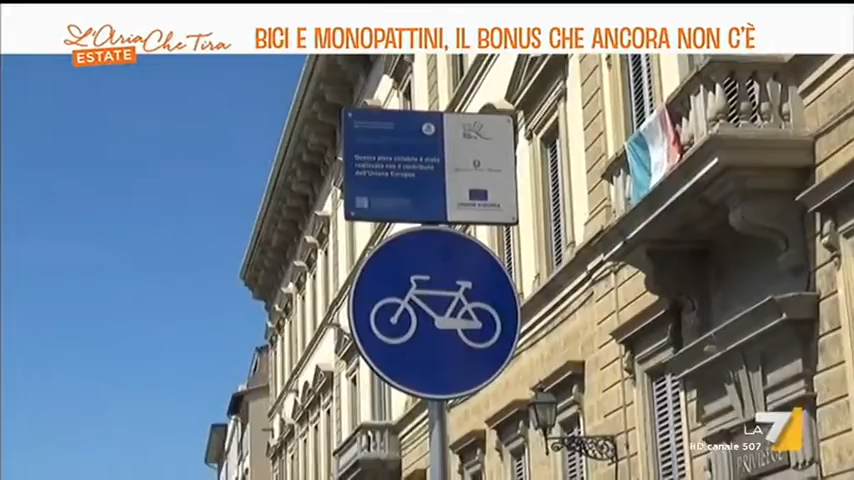 L'Aria Che Tira
ESTATE
BICI E MONOPATTINI, IL BONUS CHE ANCORA NON C'È
Questa pista ciclabile è stata
realizzata con il contributo
dell'Unione Europea
LA 7
HD canale 507